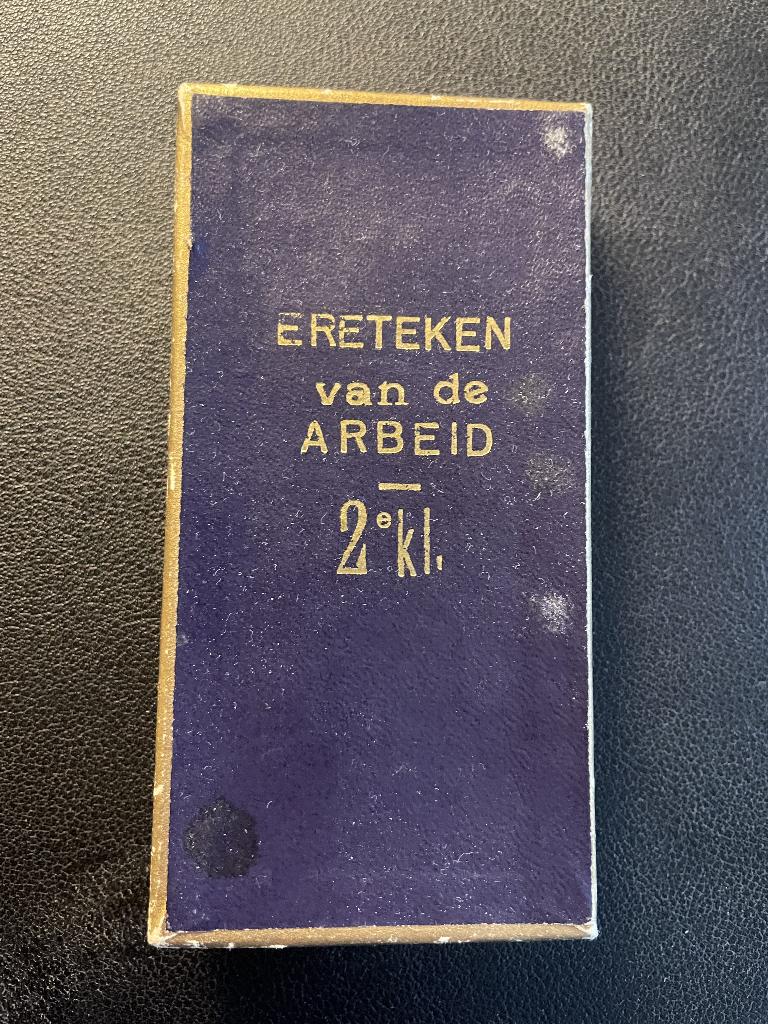 ERETEKEN
van de
ARBEID
—
2e kl.